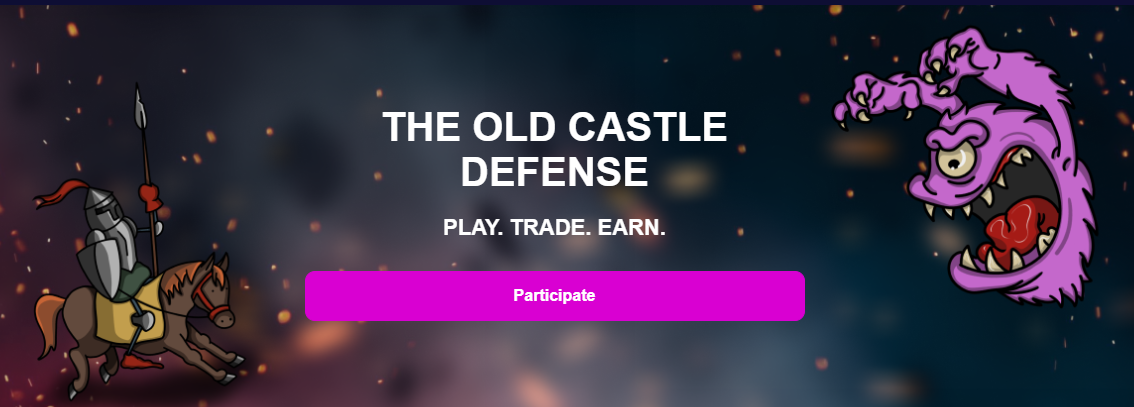 THE OLD CASTLE
DEFENSE
PLAY. TRADE. EARN.
Participate